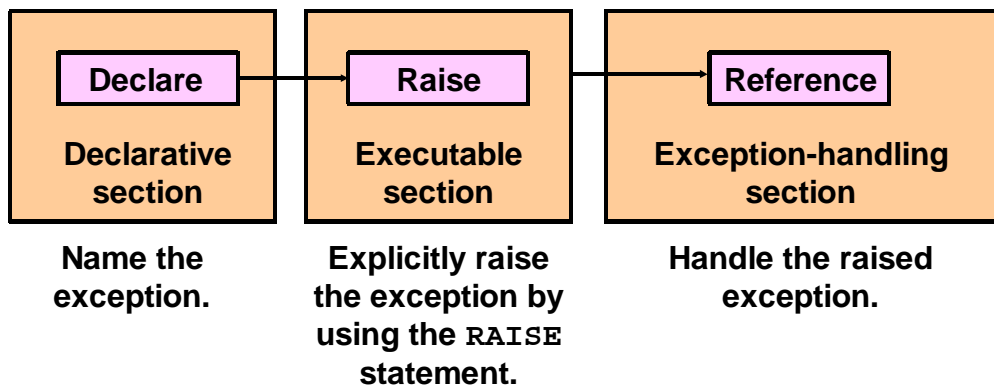 Declare
Declarative
section
Name the
exception.
Raise
Executable
section
Explicitly raise
the exception by
using the RAISE
statement.
Reference
Exception-handling
section
Handle the raised
exception.